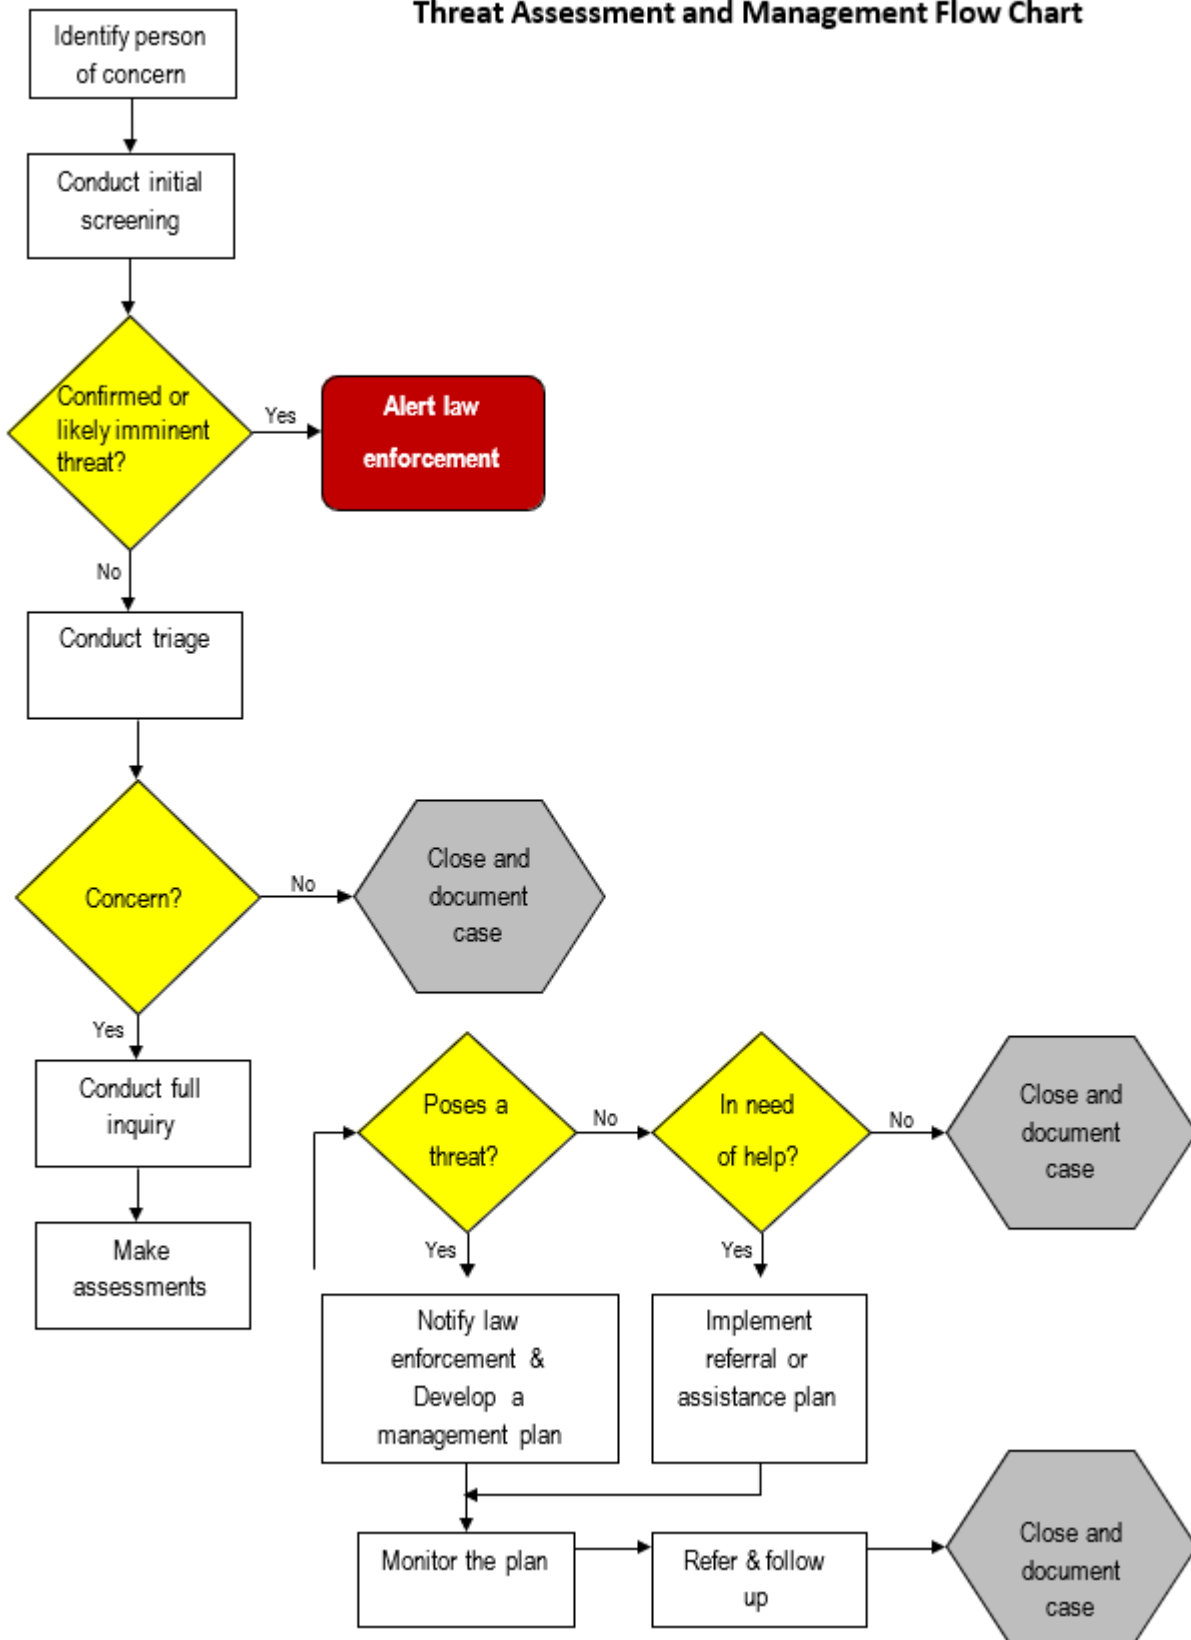 Threat Assessment and Management Flow Chart
Identify person
of concern
Conduct initial
screening
Confirmed or
likely imminent
threat?
Yes
Alert law
enforcement
No
Conduct triage
Concern?
No
Close and
document
case
Yes
Conduct full
inquiry
Make
assessments
Poses a
threat?
No
In need
of help?
No
Close and
document
case
Yes
Notify law
enforcement &
Develop a
management plan
Yes
Implement
referral or
assistance plan
Monitor the plan
Refer & follow
up
Close and
document
case